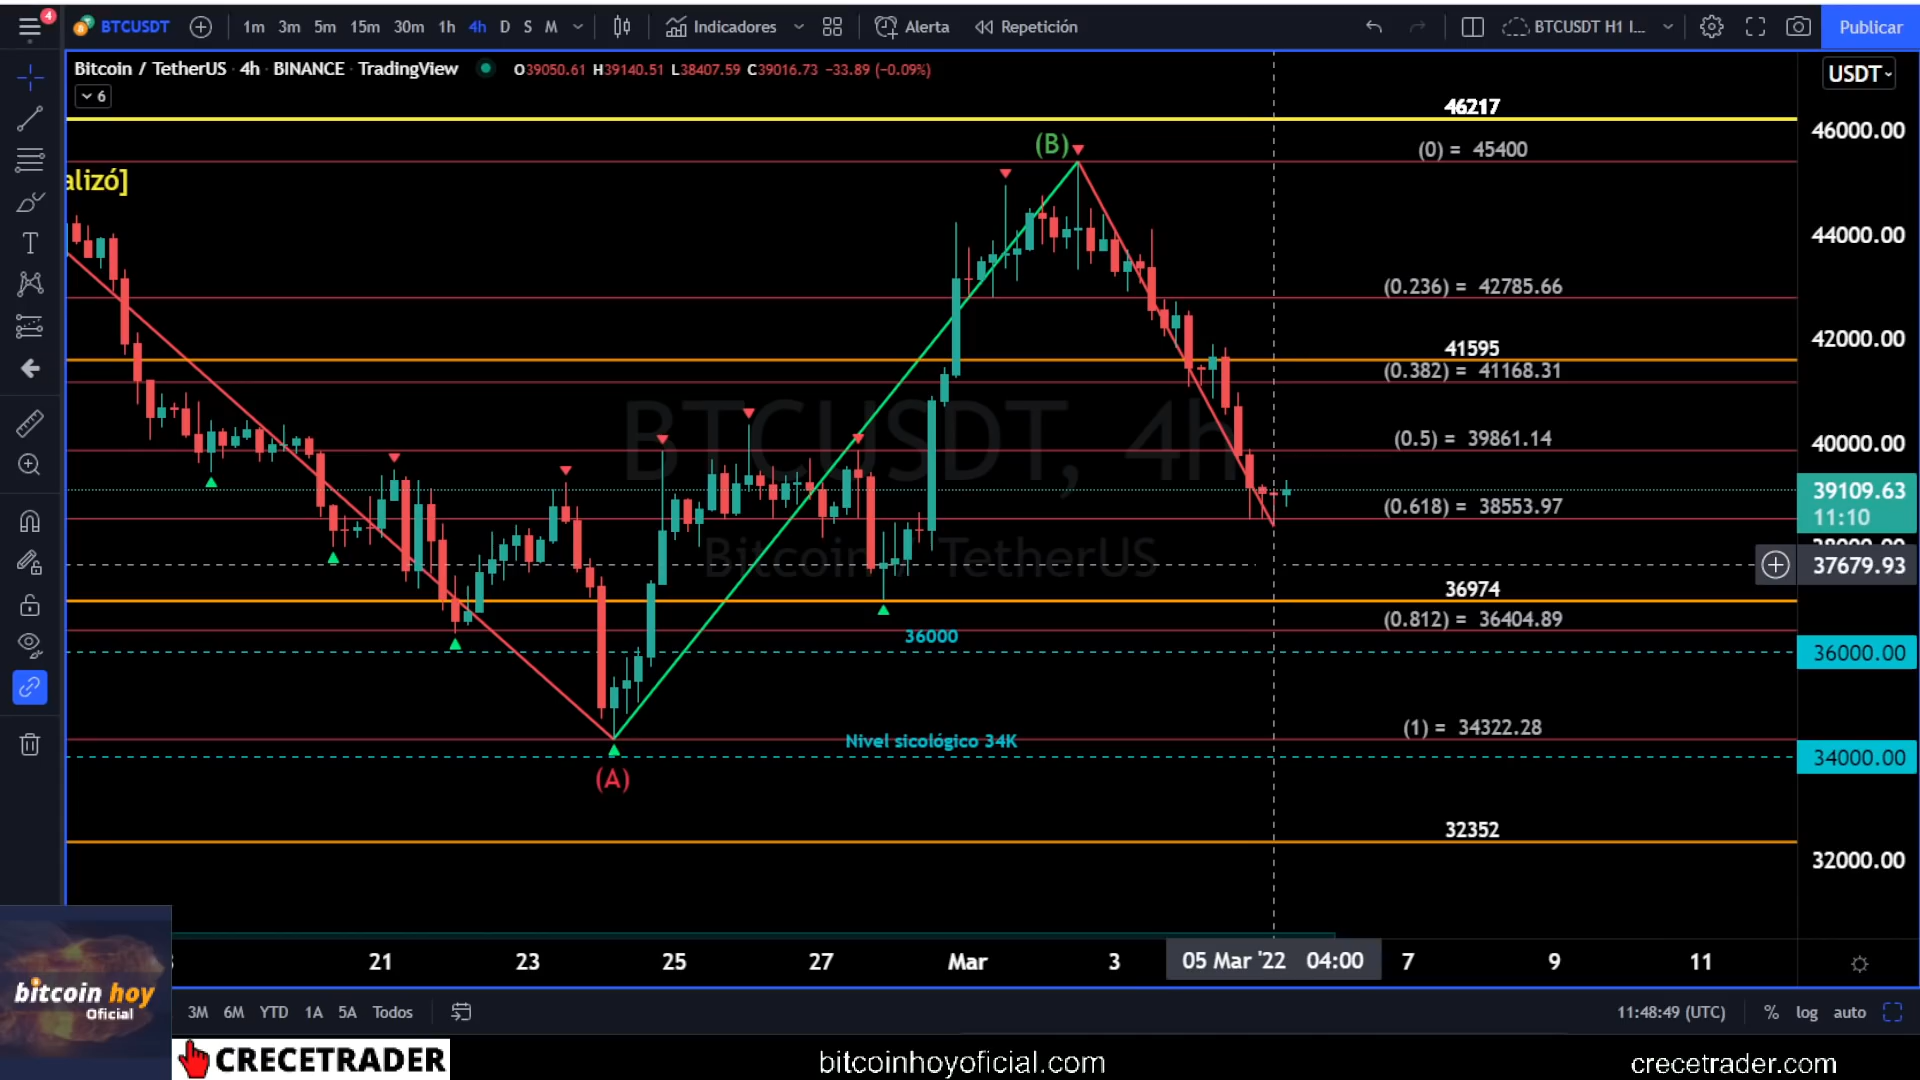 4
BTCUSDT
1m 3m 5m 15m 30m 1h 4h D S M
Indicadores
Alerta
Repetición
BTCUSDT H1 I...
Publicar
Bitcoin / TetherUS · 4h · BINANCE · TradingView
O39050.61 H39140.51 L38407.59 C39016.73 −33.89 (−0.09%)
USDT
6
46217
46000.00
(B)
(0) = 45400
alizó]
44000.00
(0.236) = 42785.66
42000.00
41595
(0.382) = 41168.31
BTCUSDT, 4h
(0.5) = 39861.14
40000.00
39109.63
11:10
(0.618) = 38553.97
38000.00
Bitcoin / TetherUS
37679.93
36974
(0.812) = 36404.89
36000
36000.00
(1) = 34322.28
Nivel sicológico 34K
34000.00
(A)
32352
32000.00
21 23 25 27 Mar 3 05 Mar '22 04:00 7 9 11
bitcoin hoy
Oficial
3M 6M YTD 1A 5A Todos
11:48:49 (UTC)
% log auto
CRECETRADER
bitcoinhoyoficial.com
crecetrader.com